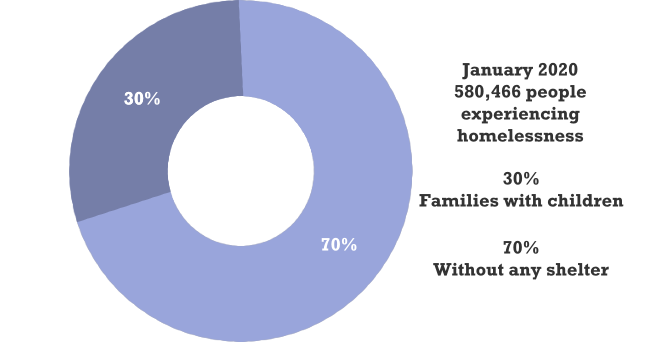 30%
70%
January 2020
580,466 people
experiencing
homelessness
30%
Families with children
70%
Without any shelter